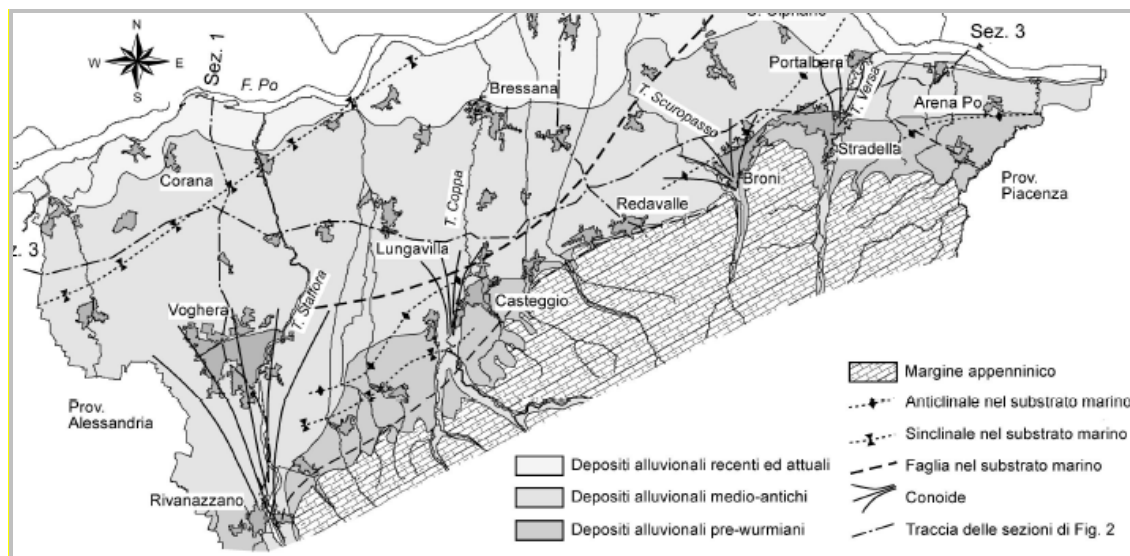 N
W E
S
Sez. 1
F. Po
Bressana
Portalbera
Sez. 3
T. Versa
Arena Po
T. Scuropasso
Stradella
Corana
T. Coppa
Broni
Prov.
Piacenza
Redavalle
z. 3
Lungavilla
T. Staffora
Casteggio
Voghera
Prov.
Alessandria
Rivanazzano
Margine appenninico
Anticlinale nel substrato marino
Sinclinale nel substrato marino
Faglia nel substrato marino
Conoide
Traccia delle sezioni di Fig. 2
Depositi alluvionali recenti ed attuali
Depositi alluvionali medio-antichi
Depositi alluvionali pre-wurmiani